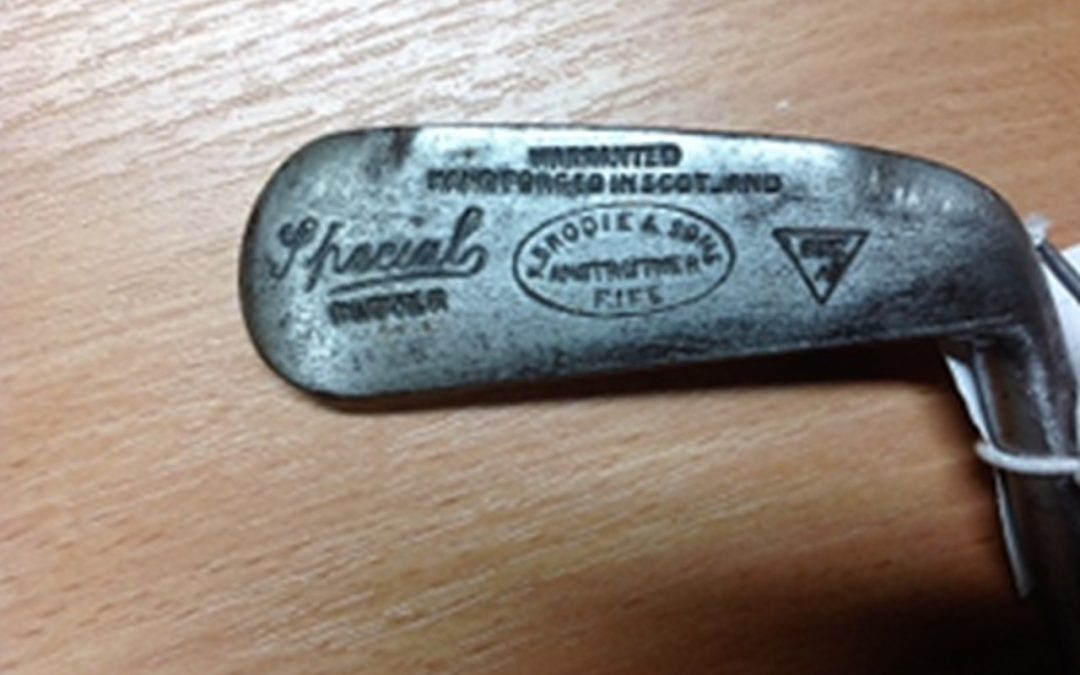 WARRANTED
HAND FORGED IN SCOTLAND
Special
PUTTER
BRODIE & SONS
ANSTRUTHER
FIFE